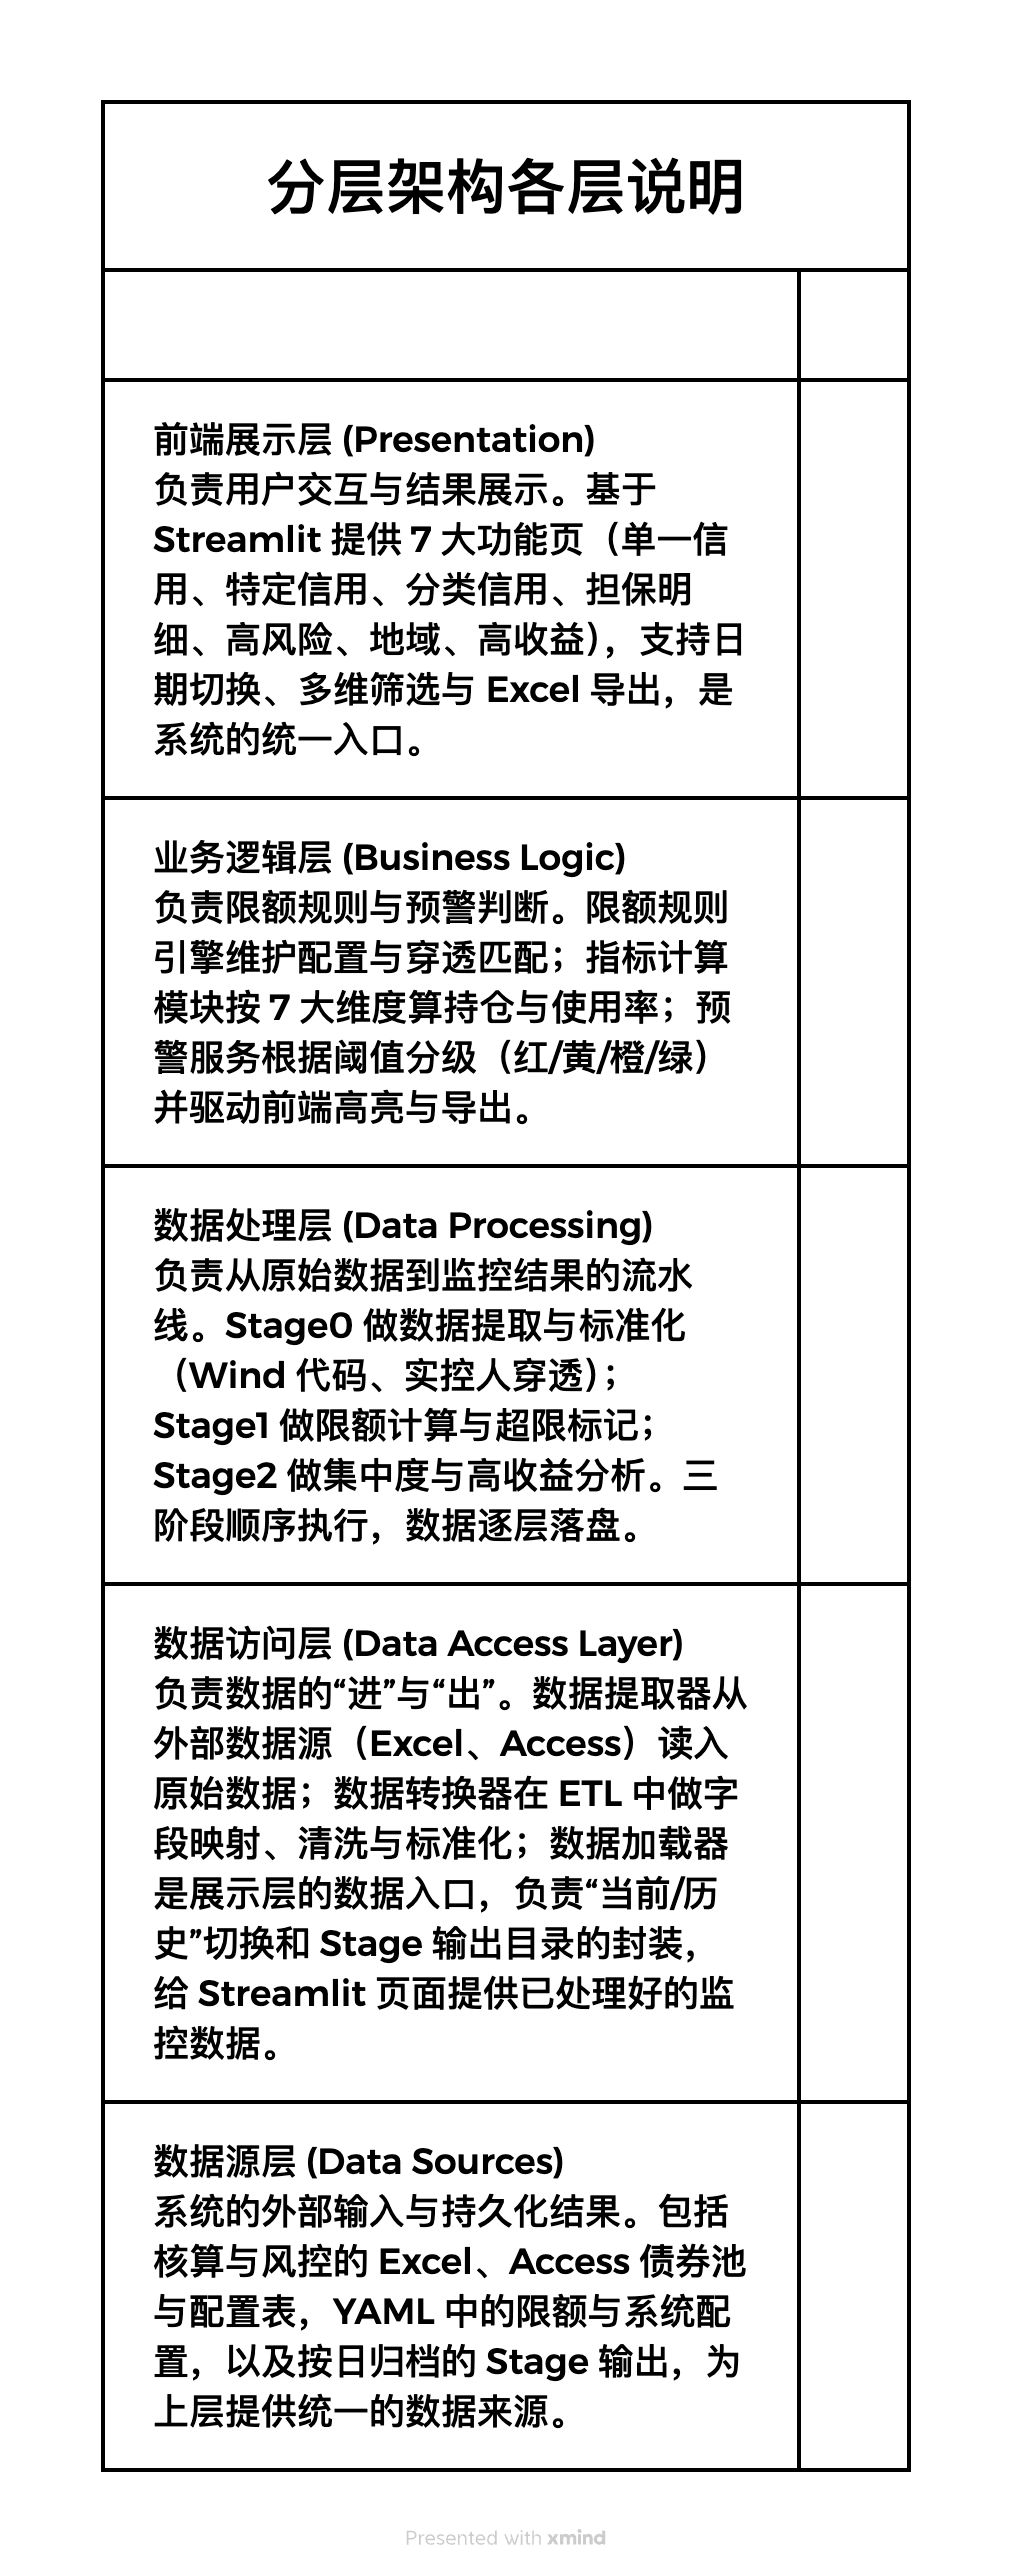 分层架构各层说明
前端展示层 (Presentation)
负责用户交互与结果展示。基于
Streamlit 提供 7 大功能页（单一信
用、特定信用、分类信用、担保明
细、高风险、地域、高收益），支持日
期切换、多维筛选与 Excel 导出，是
系统的统一入口。
业务逻辑层 (Business Logic)
负责限额规则与预警判断。限额规则
引擎维护配置与穿透匹配；指标计算
模块按 7 大维度算持仓与使用率；预
警服务根据阈值分级（红/黄/橙/绿）
并驱动前端高亮与导出。
数据处理层 (Data Processing)
负责从原始数据到监控结果的流水
线。Stage0 做数据提取与标准化
（Wind 代码、实控人穿透）；
Stage1 做限额计算与超限标记；
Stage2 做集中度与高收益分析。三
阶段顺序执行，数据逐层落盘。
数据访问层 (Data Access Layer)
负责数据的“进”与“出”。数据提取器从
外部数据源（Excel、Access）读入
原始数据；数据转换器在 ETL 中做字
段映射、清洗与标准化；数据加载器
是展示层的数据入口，负责“当前/历
史”切换和 Stage 输出目录的封装，
给 Streamlit 页面提供已处理好的监
控数据。
数据源层 (Data Sources)
系统的外部输入与持久化结果。包括
核算与风控的 Excel、Access 债券池
与配置表，YAML 中的限额与系统配
置，以及按日归档的 Stage 输出，为
上层提供统一的数据来源。
Presented with xmind